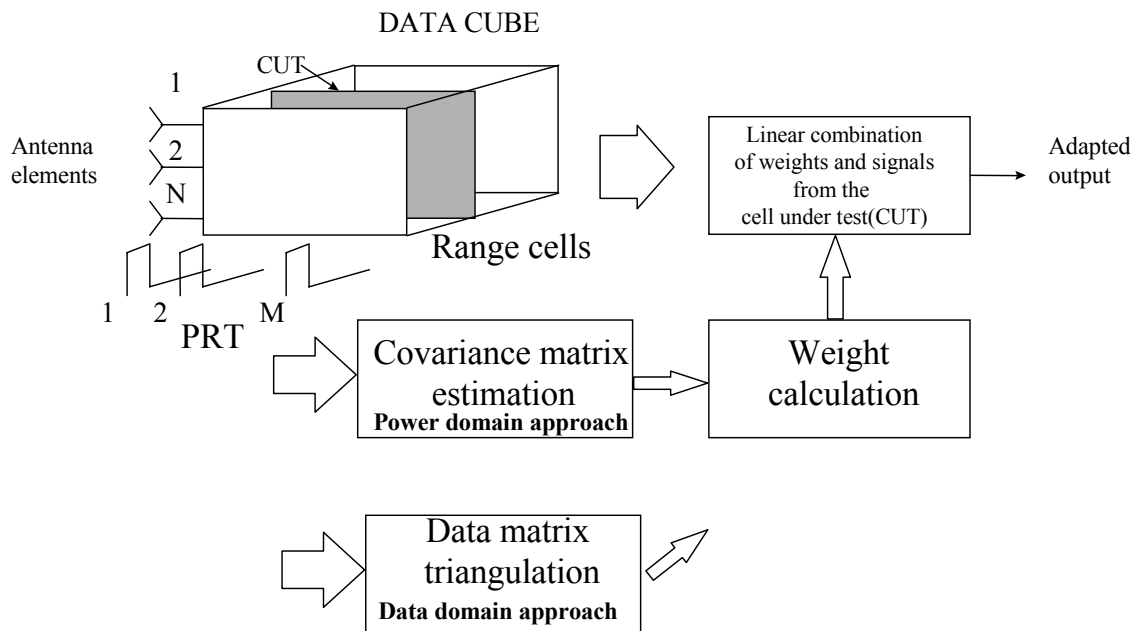 DATA CUBE
CUT
1
2
N
Antenna
elements
Range cells
1 2 M
PRT
Linear combination
of weights and signals
from the
cell under test(CUT)
Adapted
output
Covariance matrix
estimation
Power domain approach
Weight
calculation
Data matrix
triangulation
Data domain approach